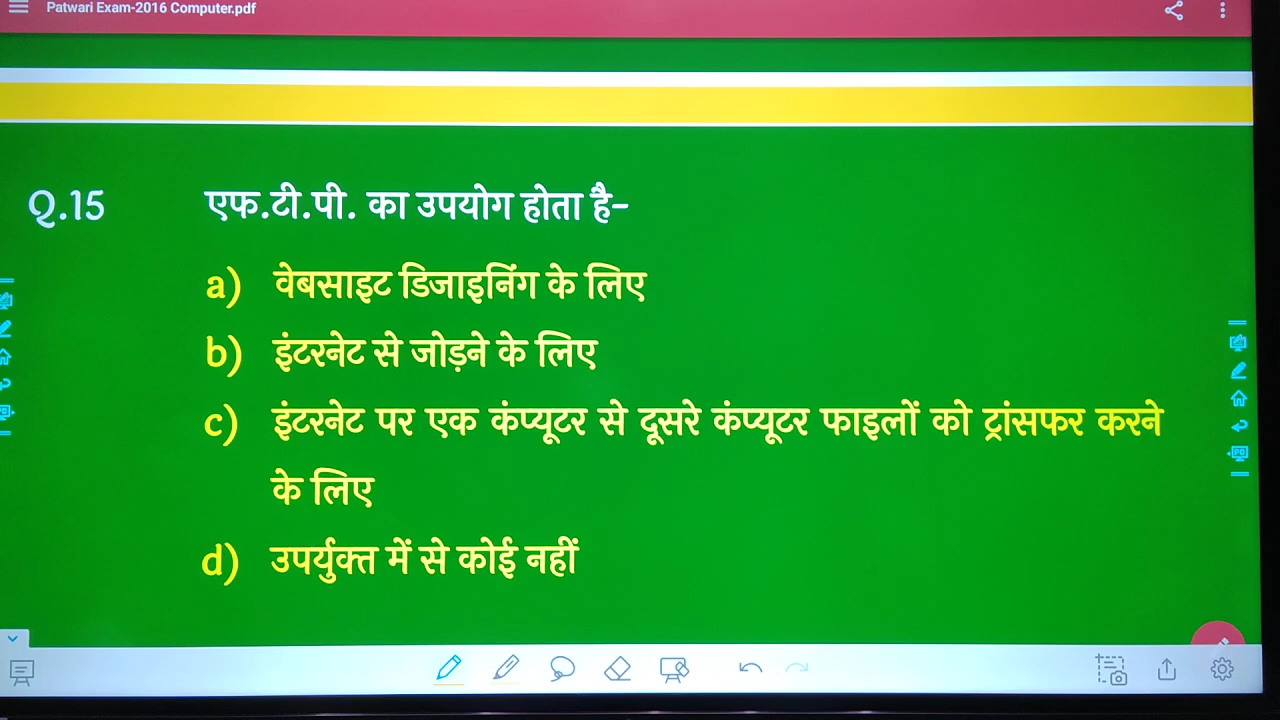 Patwari Exam-2016 Computer.pdf
Q.15 एफ.टी.पी. का उपयोग होता है-
a) वेबसाइट डिजाइनिंग के लिए
b) इंटरनेट से जोड़ने के लिए
c) इंटरनेट पर एक कंप्यूटर से दूसरे कंप्यूटर फाइलों को ट्रांसफर करने
के लिए
d) उपर्युक्त में से कोई नहीं